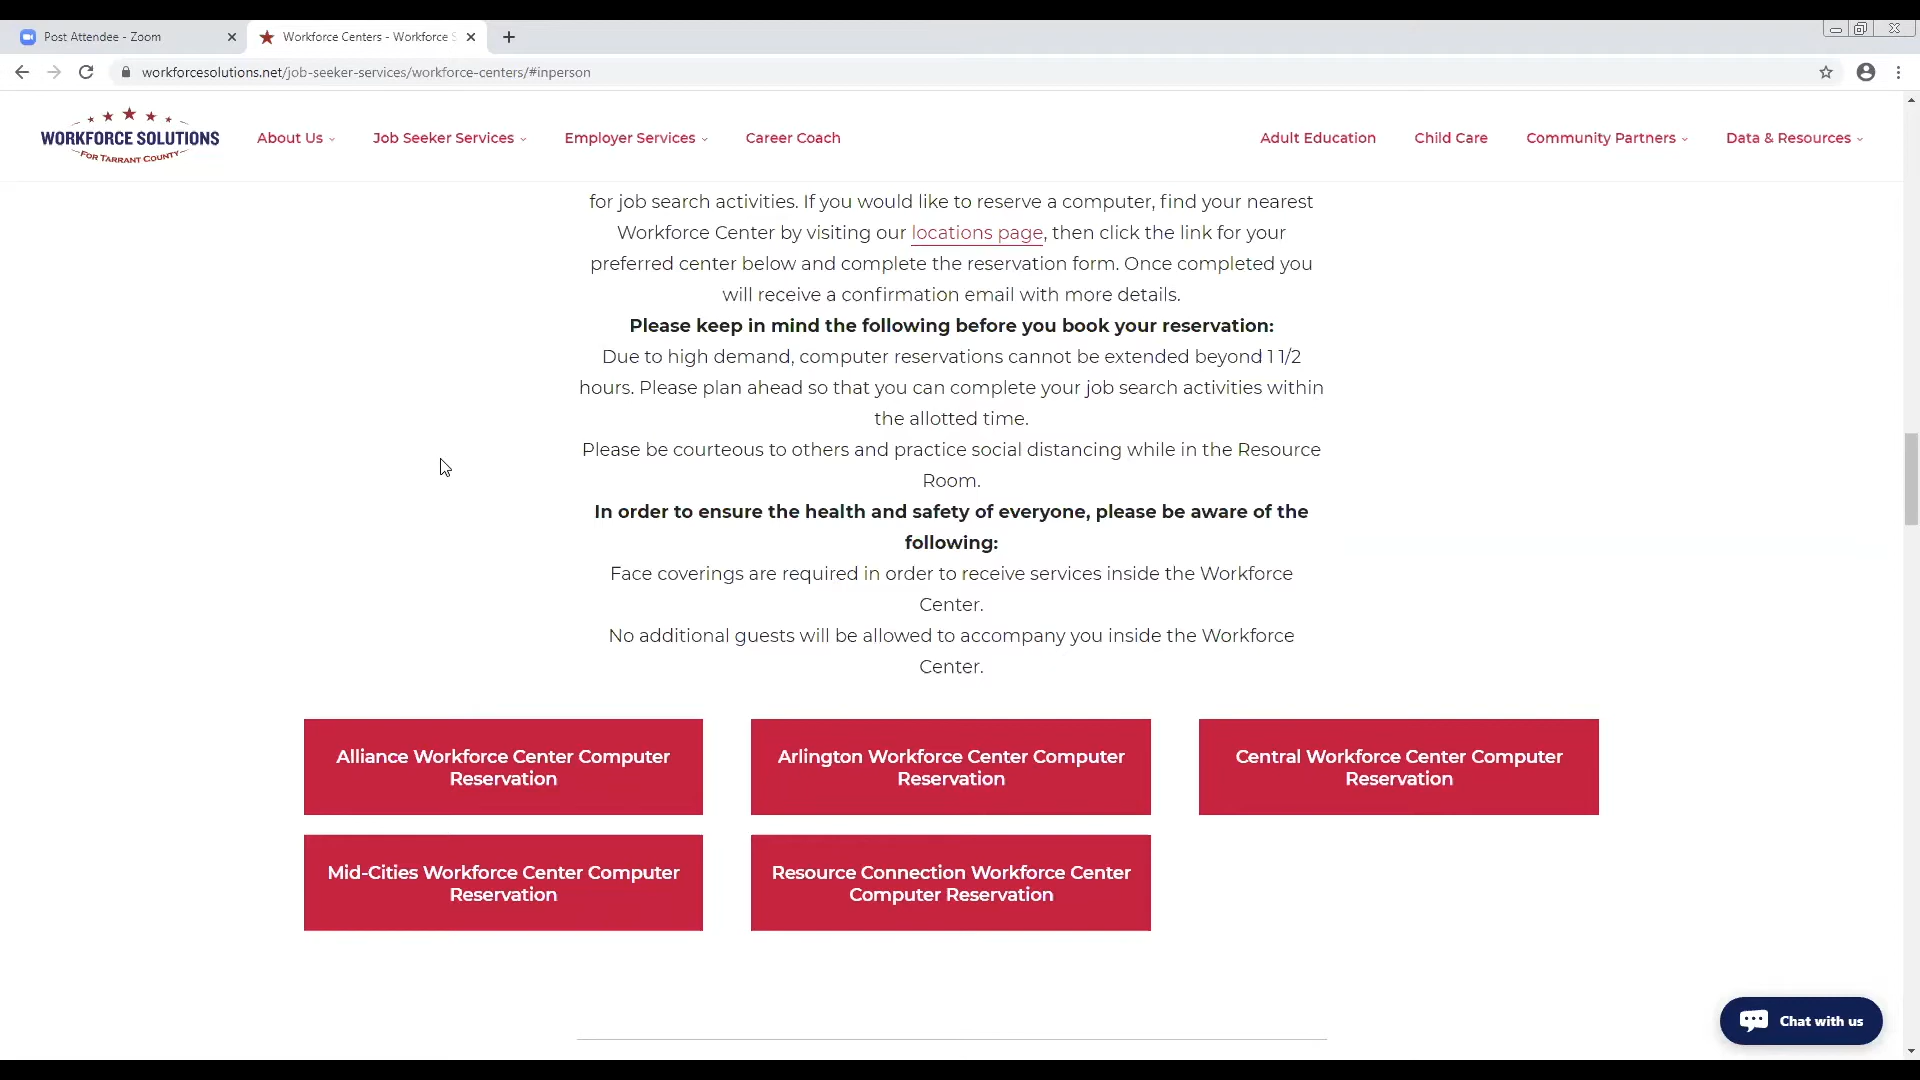 Post Attendee - Zoom
Workforce Centers - Workforce S
workforcesolutions.net/job-seeker-services/workforce-centers/#inperson
WORKFORCE SOLUTIONS
FOR TARRANT COUNTY
About Us
Job Seeker Services
Employer Services
Career Coach
Adult Education
Child Care
Community Partners
Data & Resources
for job search activities. If you would like to reserve a computer, find your nearest
Workforce Center by visiting our locations page, then click the link for your
preferred center below and complete the reservation form. Once completed you
will receive a confirmation email with more details.
Please keep in mind the following before you book your reservation:
Due to high demand, computer reservations cannot be extended beyond 1 1/2
hours. Please plan ahead so that you can complete your job search activities within
the allotted time.
Please be courteous to others and practice social distancing while in the Resource
Room.
In order to ensure the health and safety of everyone, please be aware of the
following:
Face coverings are required in order to receive services inside the Workforce
Center.
No additional guests will be allowed to accompany you inside the Workforce
Center.
Alliance Workforce Center Computer
Reservation
Arlington Workforce Center Computer
Reservation
Central Workforce Center Computer
Reservation
Mid-Cities Workforce Center Computer
Reservation
Resource Connection Workforce Center
Computer Reservation
Chat with us